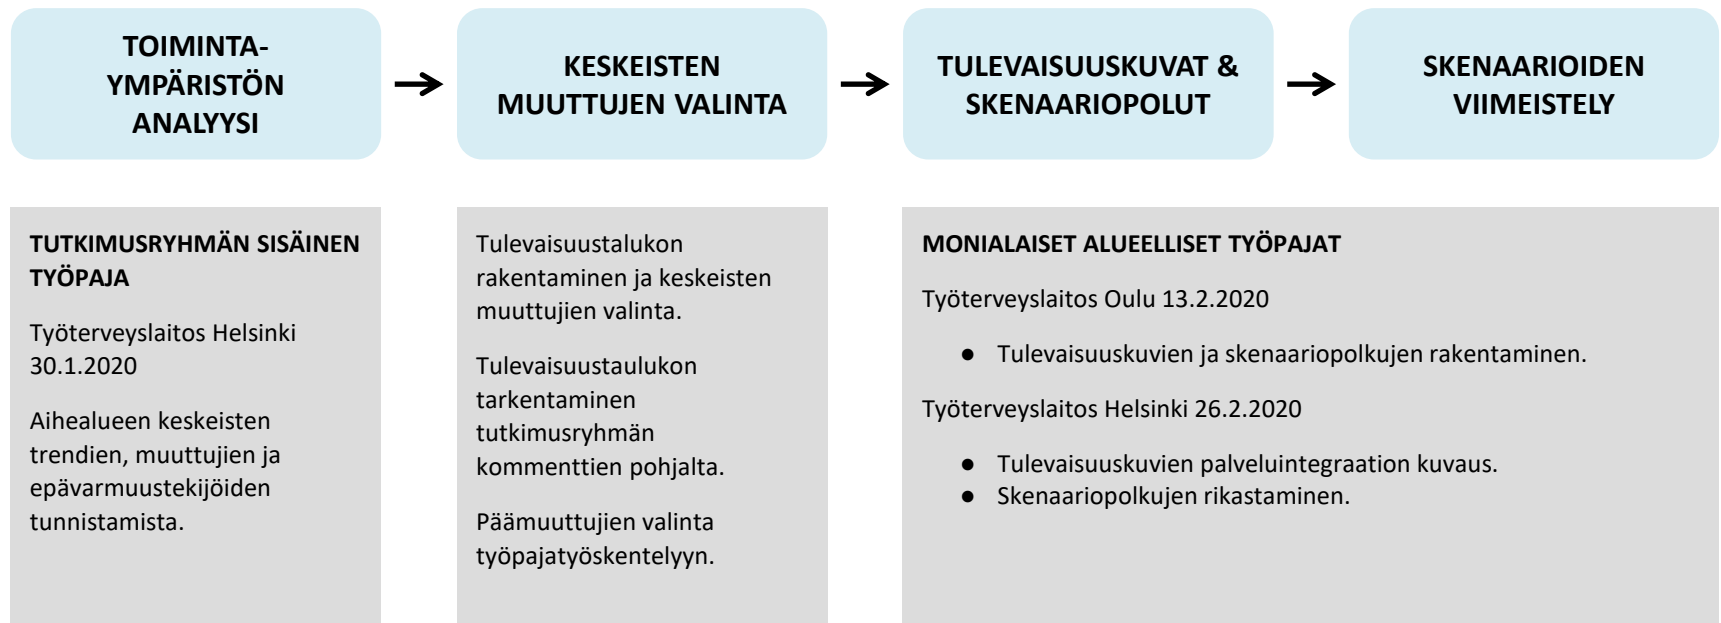 TOIMINTA-
YMPÄRISTÖN
ANALYYSI
KESKEISTEN
MUUTTUJEN VALINTA
TULEVAISUUSKUVAT &
SKENAARIOPOLUT
SKENAARIOIDEN
VIIMEISTELY
TUTKIMUSRYHMÄN SISÄINEN
TYÖPAJA
Työterveyslaitos Helsinki
30.1.2020
Aihealueen keskeisten
trendien, muuttujien ja
epävarmuustekijöiden
tunnistamista.
Tulevaisuustalukon
rakentaminen ja keskeisten
muuttujien valinta.
Tulevaisuustaulukon
tarkentaminen
tutkimusryhmän
kommenttien pohjalta.
Päämuuttujien valinta
työpajatyöskentelyyn.
MONIALAISET ALUEELLISET TYÖPAJAT
Työterveyslaitos Oulu 13.2.2020
● Tulevaisuuskuvien ja skenaariopolkujen rakentaminen.
Työterveyslaitos Helsinki 26.2.2020
● Tulevaisuuskuvien palveluintegraation kuvaus.
● Skenaariopolkujen rikastaminen.